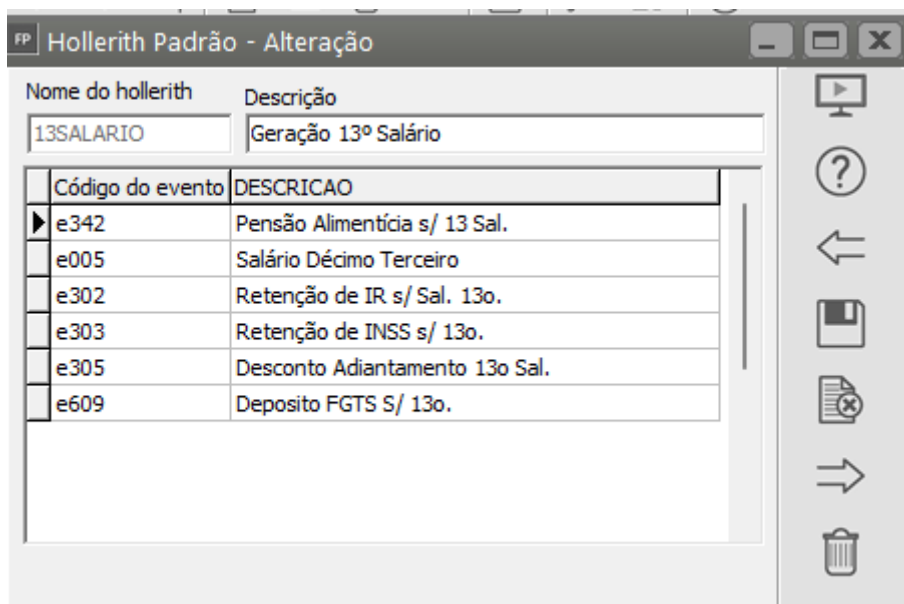 FP Hollerith Padrão - Alteração
Nome do hollerith Descrição
13SALARIO Geração 13º Salário
Código do evento DESCRICAO
e342 Pensão Alimentícia s/ 13 Sal.
e005 Salário Décimo Terceiro
e302 Retenção de IR s/ Sal. 13o.
e303 Retenção de INSS s/ 13o.
e305 Desconto Adiantamento 13o Sal.
e609 Deposito FGTS S/ 13o.